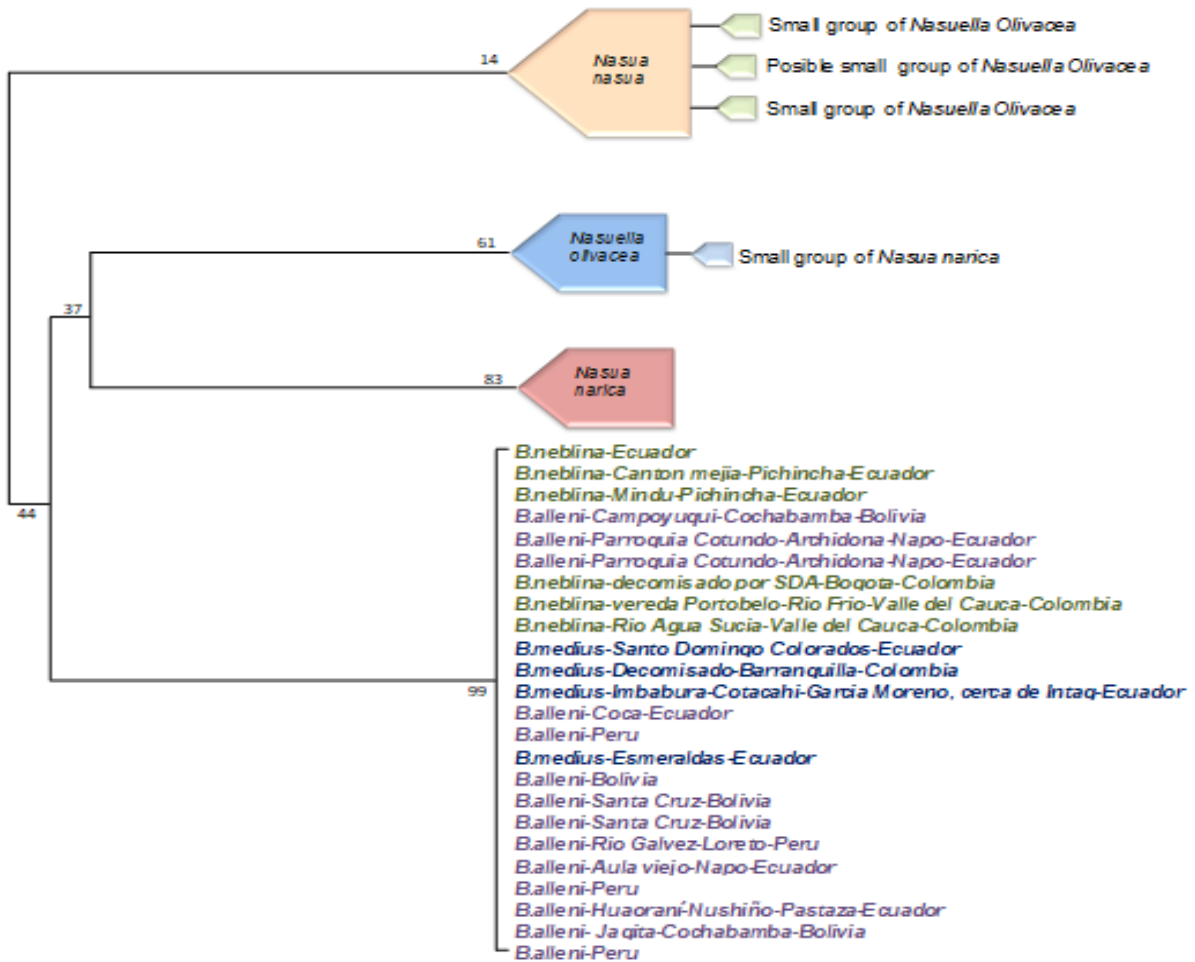 Small group of Nasuella Olivacea
14
Nasua
nasua
Posible small group of Nasuella Olivacea
Small group of Nasuella Olivacea
61
Nasuella
olivacea
Small group of Nasua narica
37
83
Nasua
narica
B.neblina-Ecuador
B.neblina-Canton mejia-Pichincha-Ecuador
B.neblina-Mindu-Pichincha-Ecuador
44
B.alleni-Campoyuqui-Cochabamba-Bolivia
B.alleni-Parroquia Cotundo-Archidona-Napo-Ecuador
B.alleni-Parroquia Cotundo-Archidona-Napo-Ecuador
B.neblina-decomisado por SDA-Bogota-Colombia
B.neblina-vereda Portobelo-Rio Frio-Valle del Cauca-Colombia
B.neblina-Rio Agua Sucia-Valle del Cauca-Colombia
B.medius-Santo Domingo Colorados-Ecuador
B.medius-Decomisado-Barranquilla-Colombia
99
B.medius-Imbabura-Cotacahi-Garcia Moreno, cerca de Intag-Ecuador
B.alleni-Coca-Ecuador
B.alleni-Peru
B.medius-Esmeraldas-Ecuador
B.alleni-Bolivia
B.alleni-Santa Cruz-Bolivia
B.alleni-Santa Cruz-Bolivia
B.alleni-Rio Galvez-Loreto-Peru
B.alleni-Aula viejo-Napo-Ecuador
B.alleni-Peru
B.alleni-Huaoraní-Nushiño-Pastaza-Ecuador
B.alleni- Jagita-Cochabamba-Bolivia
B.alleni-Peru